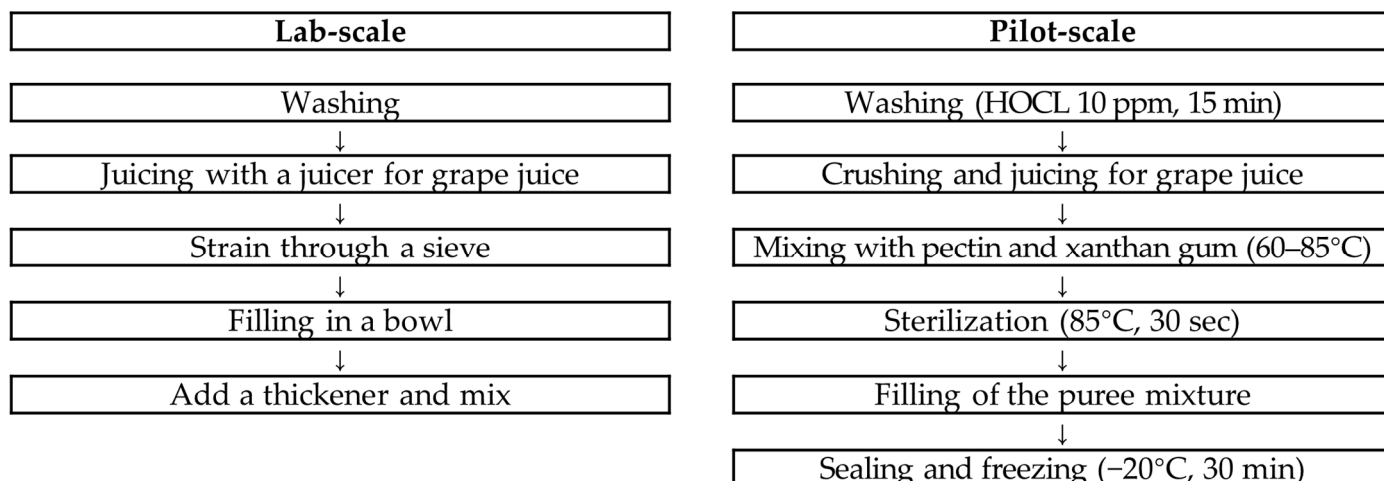 Lab-scale
Washing
↓
Juicing with a juicer for grape juice
↓
Strain through a sieve
↓
Filling in a bowl
↓
Add a thickener and mix
Pilot-scale
Washing (HOCL 10 ppm, 15 min)
↓
Crushing and juicing for grape juice
↓
Mixing with pectin and xanthan gum (60–85°C)
↓
Sterilization (85°C, 30 sec)
↓
Filling of the puree mixture
↓
Sealing and freezing (−20°C, 30 min)